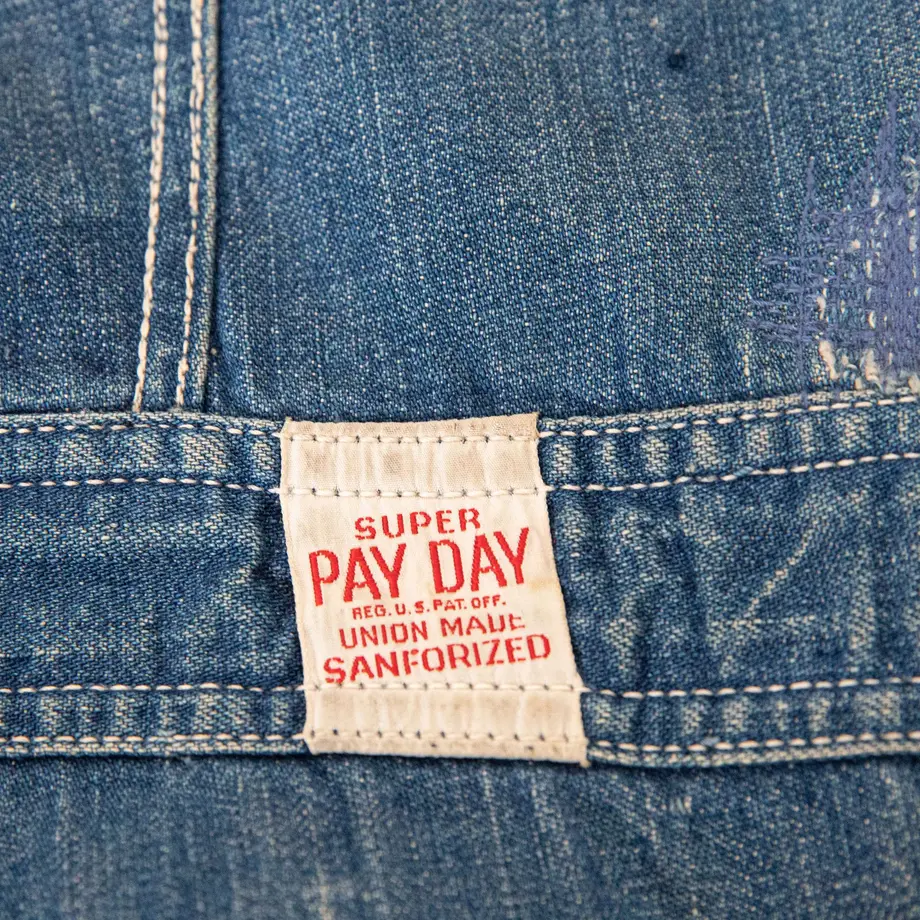 SUPER
PAY DAY
REG. U. S. PAT. OFF.
UNION MADE
SANFORIZED